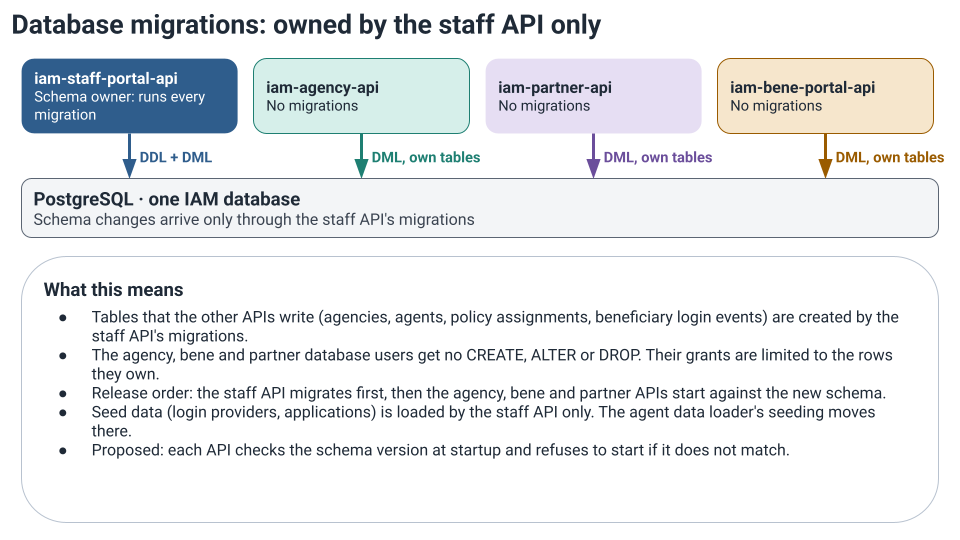 Database migrations: owned by the staff API only
iam-staff-portal-api
Schema owner: runs every
migration
iam-agency-api
No migrations
iam-partner-api
No migrations
iam-bene-portal-api
No migrations
DDL + DML
DML, own tables
DML, own tables
DML, own tables
PostgreSQL · one IAM database
Schema changes arrive only through the staff API's migrations
What this means
● Tables that the other APIs write (agencies, agents, policy assignments, beneficiary login events) are created by the
staff API's migrations.
● The agency, bene and partner database users get no CREATE, ALTER or DROP. Their grants are limited to the rows
they own.
● Release order: the staff API migrates first, then the agency, bene and partner APIs start against the new schema.
● Seed data (login providers, applications) is loaded by the staff API only. The agent data loader's seeding moves
there.
● Proposed: each API checks the schema version at startup and refuses to start if it does not match.